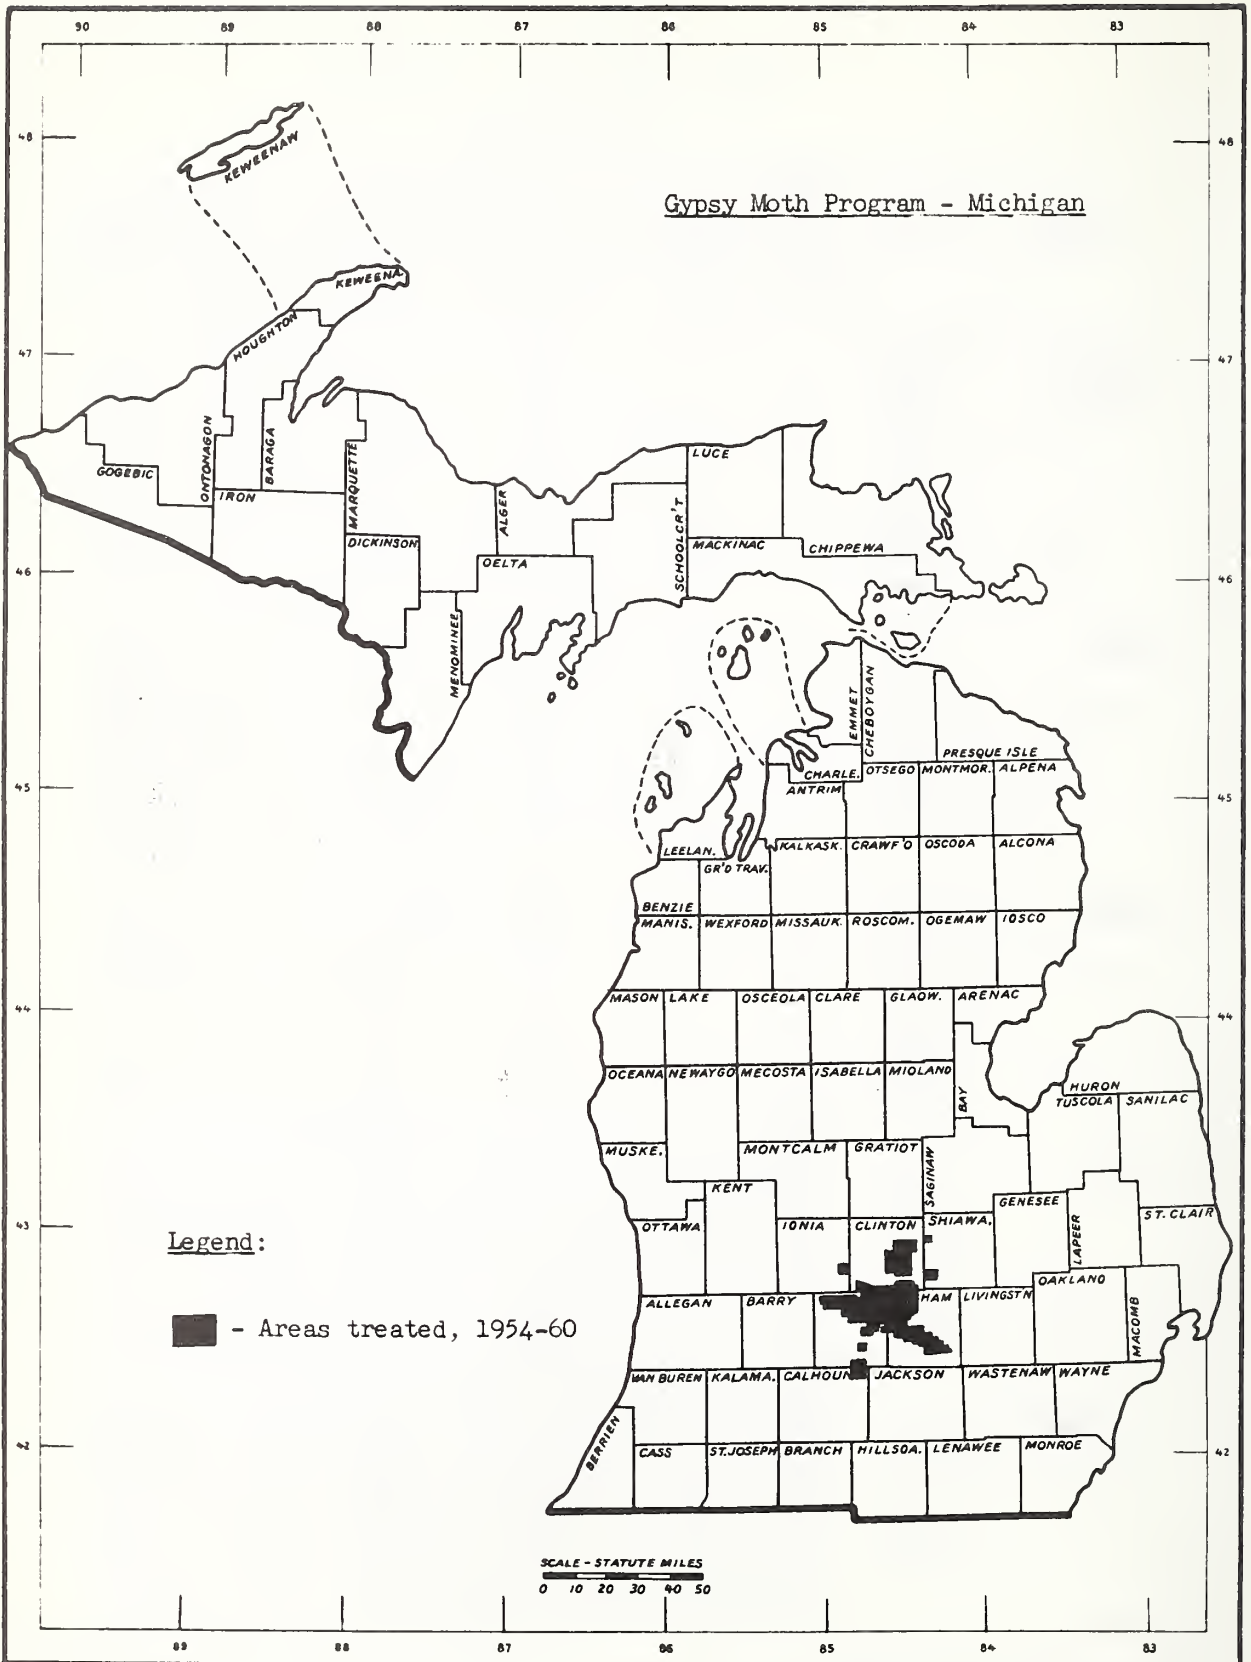 90 89 88 87 86 85 84 83
48 48
KEWEENAW
Gypsy Moth Program - Michigan
KEWEENA.
HOUGHTON
47 47
ONTONAGON
BARAGA
MARQUETTE
GOGEBIC
IRON
ALGER
LUCE
SCHOOLCR'T
DICKINSON
MACKINAC
CHIPPEWA
DELTA
46 46
MENOMINEE
EMMET
CHEBOYGAN
PRESQUE ISLE
CHARLE. OTSEGO MONTMOR. ALPENA
ANTRIM
45 45
LEELAN. KALKASK. CRAWF'D OSCODA ALCONA
GR'D TRAV.
BENZIE
MANIS. WEXFORD MISSAUK. ROSCOM. OGEMAW IOSCO
MASON LAKE OSCEOLA CLARE GLADW. ARENAC
44 44
OCEANA NEWAYGO MECOSTA ISABELLA MIDLAND
BAY
HURON
TUSCOLA SANILAC
MUSKE. MONTCALM GRATIOT
SAGINAW
KENT
GENESEE
LAPEER
ST. CLAIR
43
OTTAWA IONIA CLINTON SHIAWA.
Legend:
OAKLAND
ALLEGAN BARRY HAM LIVINGSTN
MACOMB
- Areas treated, 1954-60
VAN BUREN KALAMA. CALHOUN JACKSON WASTENAW WAYNE
BERRIEN
42 42
CASS ST. JOSEPH BRANCH HILLSDA. LENAWEE MONROE
SCALE - STATUTE MILES
0 10 20 30 40 50
89 88 87 86 85 84 83